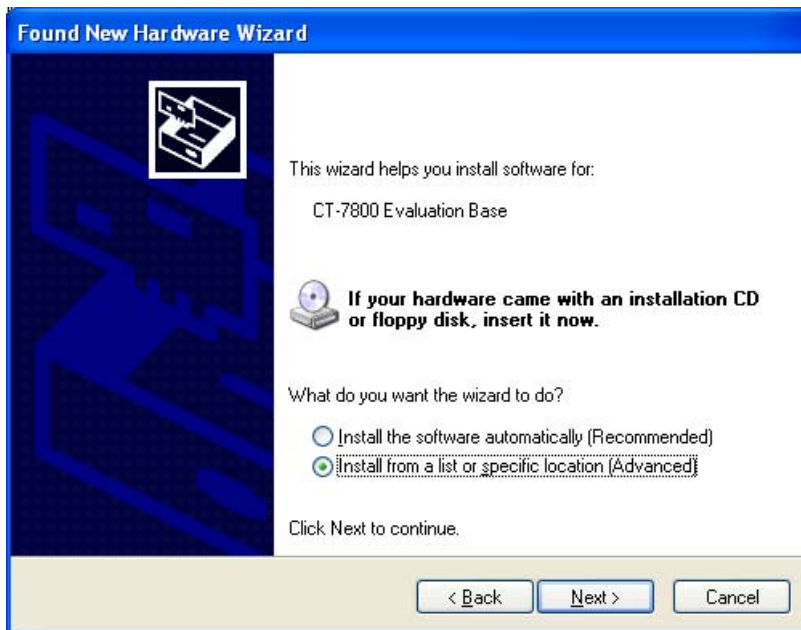 Found New Hardware Wizard
This wizard helps you install software for:
CT-7800 Evaluation Base
If your hardware came with an installation CD
or floppy disk, insert it now.
What do you want the wizard to do?
Install the software automatically (Recommended)
Install from a list or specific location (Advanced)
Click Next to continue.
< Back
Next >
Cancel